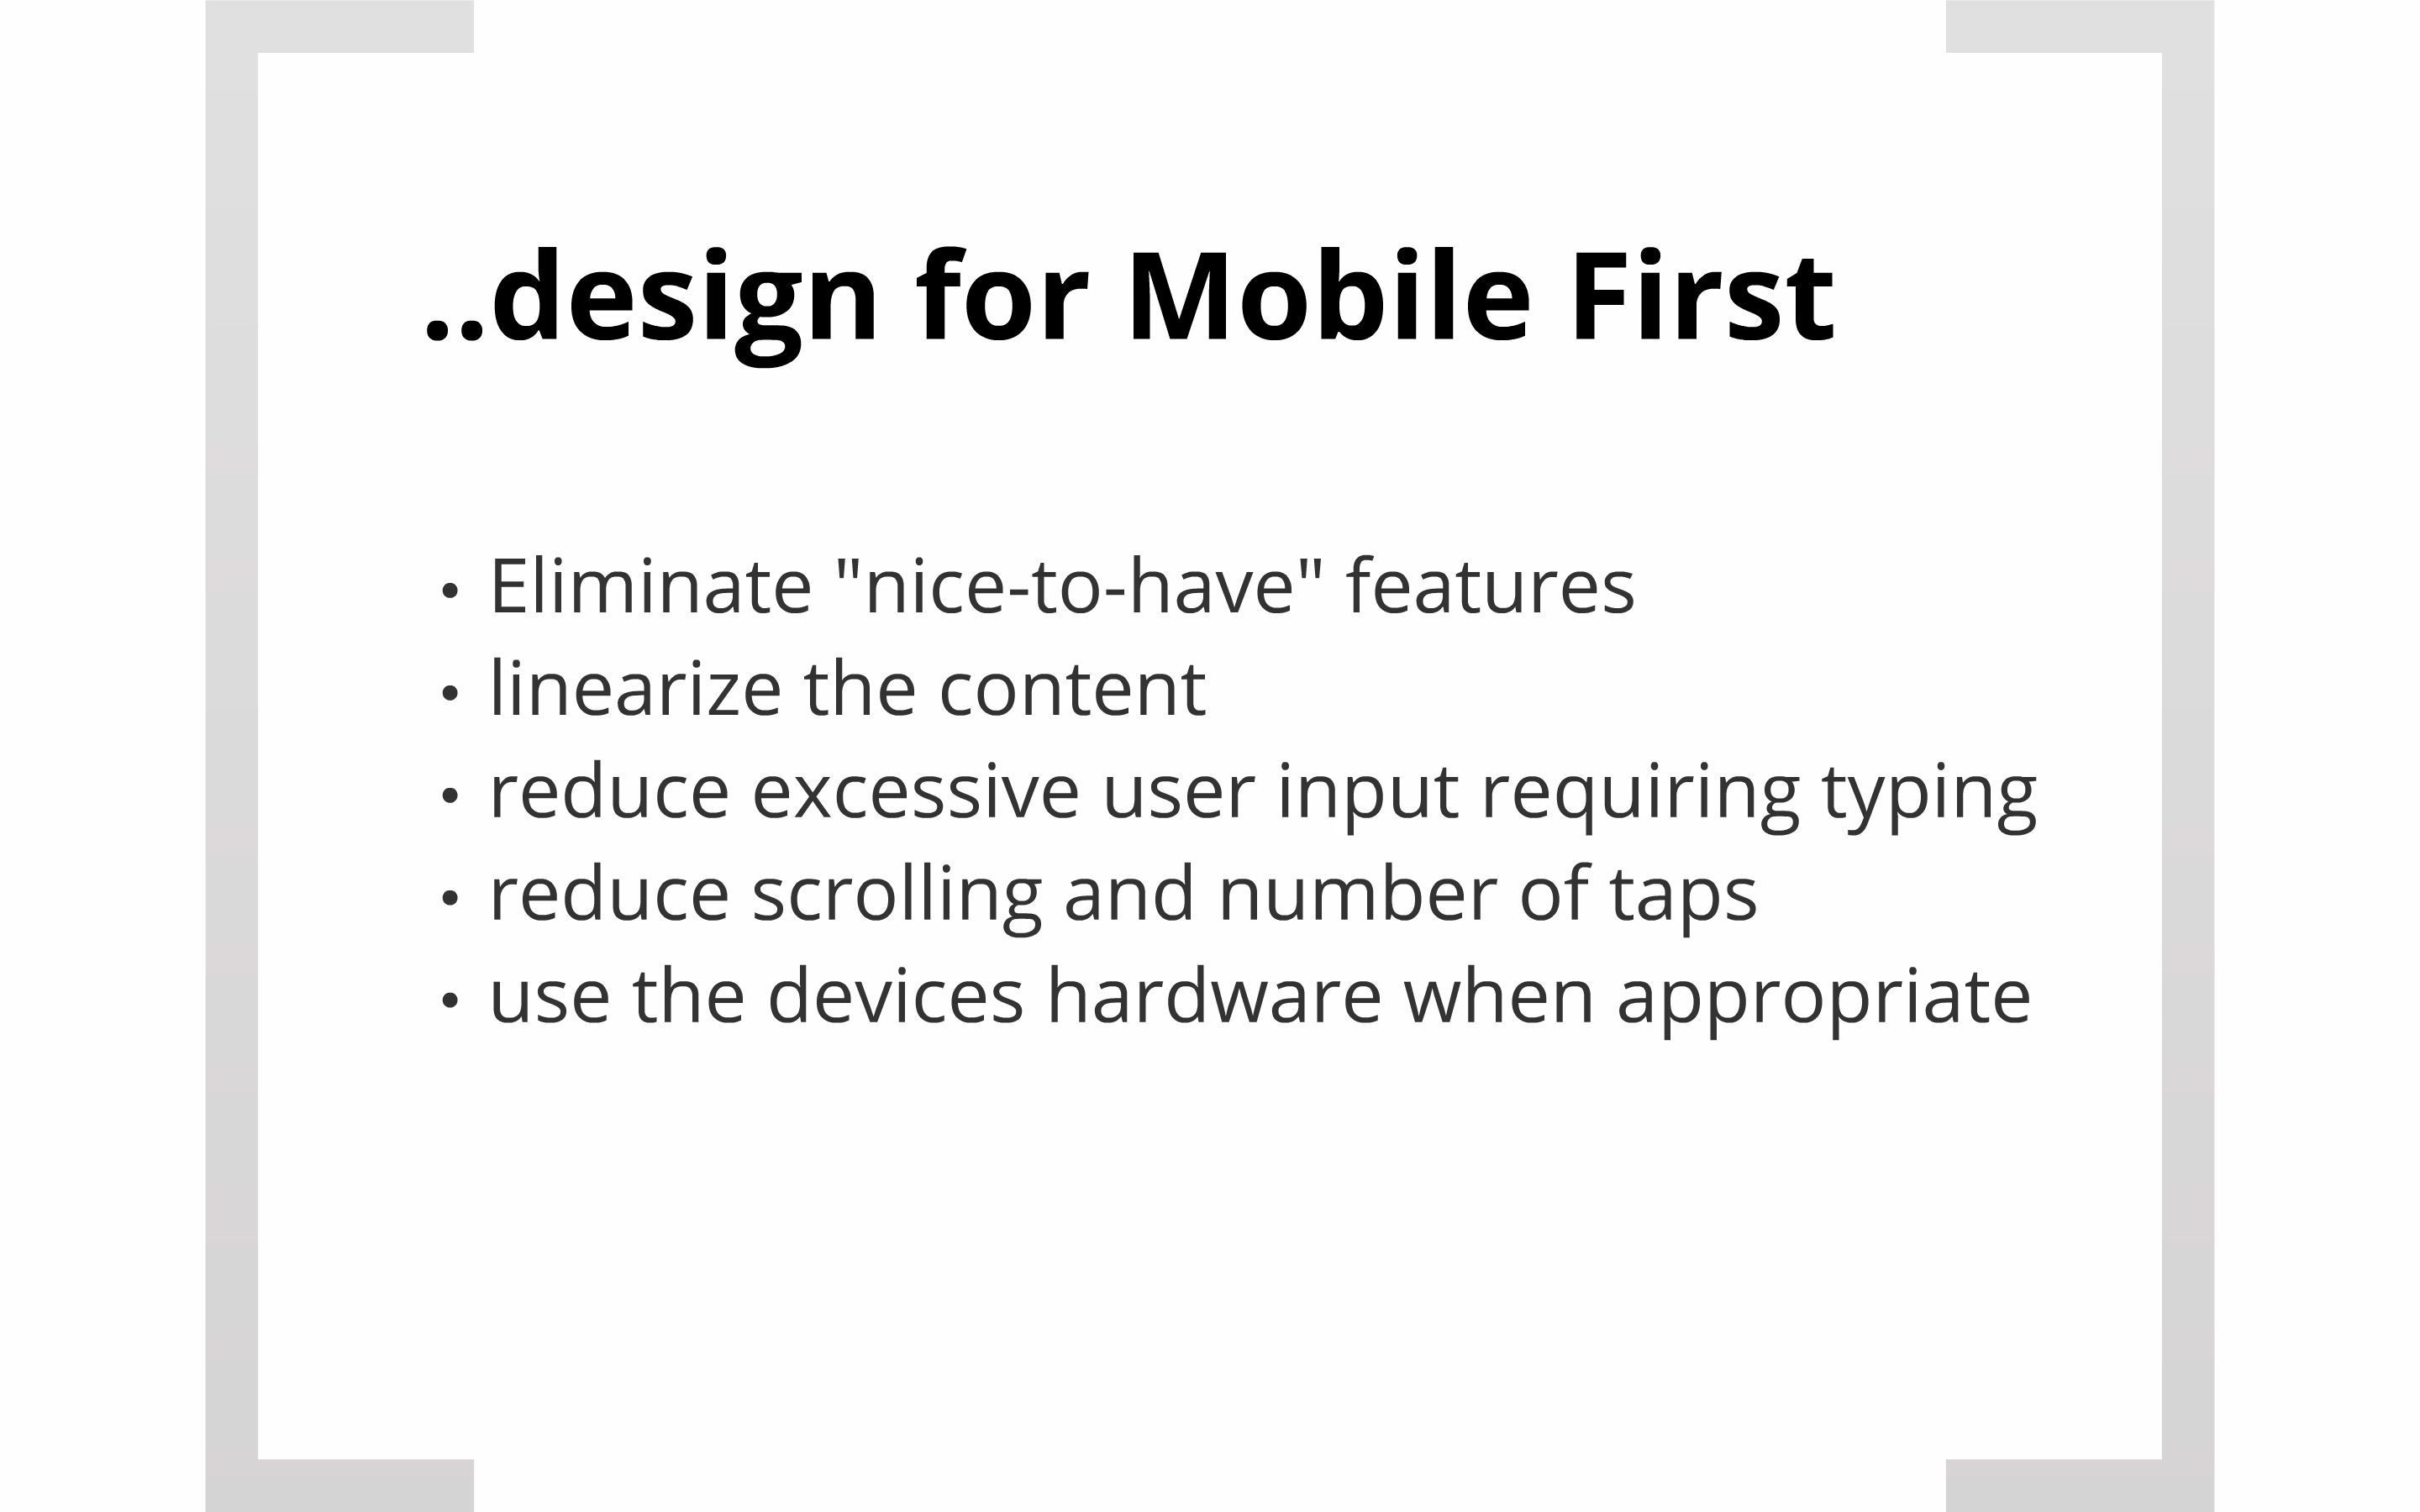 ..design for Mobile First
• Eliminate "nice-to-have" features
• linearize the content
• reduce excessive user input requiring typing
• reduce scrolling and number of taps
• use the devices hardware when appropriate